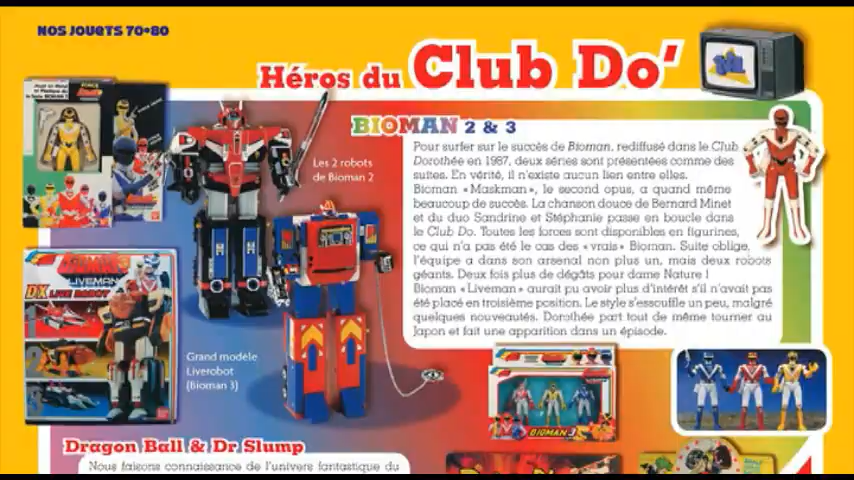 NOS JOUETS 70•80
Héros du Club Do'
BIOMAN 2 & 3
Les 2 robots
de Bioman 2
Pour surfer sur le succès de Bioman, rediffusé dans le Club
Dorothée en 1987, deux séries sont présentées comme des
suites. En vérité, il n'existe aucun lien entre elles.
Bioman « Maskman », le second opus, a quand même
beaucoup de succès. La chanson douce de Bernard Minet
et du duo Sandrine et Stéphanie passe en boucle dans
le Club Do. Toutes les forces sont disponibles en figurines,
ce qui n'a pas été le cas des « vrais » Bioman. Suite oblige,
l'équipe a dans son arsenal non plus un, mais deux robots
géants. Deux fois plus de dégâts pour dame Nature !
Bioman « Liveman » aurait pu avoir plus d'intérêt s'il n'avait pas
été placé en troisième position. Le style s'essouffle un peu, malgré
quelques nouveautés. Dorothée part tout de même tourner au
Japon et fait une apparition dans un épisode.
LIVEMAN
DX LIVE ROBOT
Grand modèle
Liverobot
(Bioman 3)
BIOMAN 3
Dragon Ball & Dr Slump
Nous faisons connaissance de l'univers fantastique du